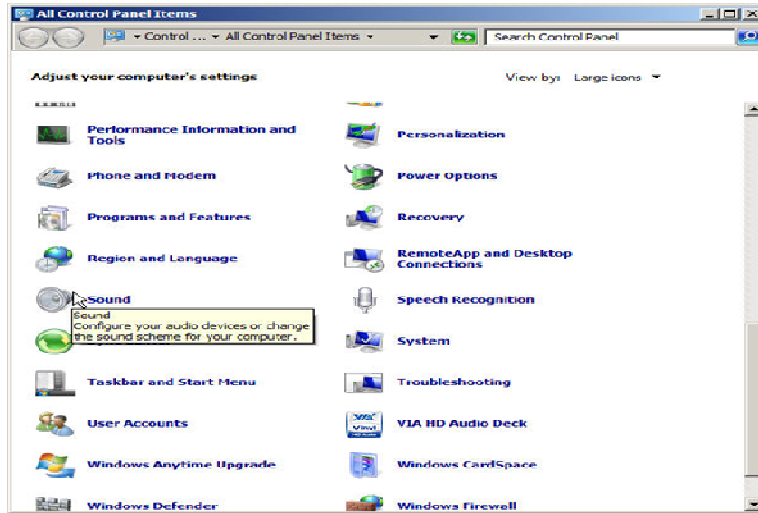 All Control Panel Items
Control ... All Control Panel Items
Search Control Panel
Adjust your computer's settings
View by: Large icons
Performance Information and
Tools
Personalization
Phone and Modem
Power Options
Programs and Features
Recovery
Region and Language
RemoteApp and Desktop
Connections
Sound
Speech Recognition
Sound
Configure your audio devices or change
the sound scheme for your computer.
System
Taskbar and Start Menu
Troubleshooting
User Accounts
VIA HD Audio Deck
Windows Anytime Upgrade
Windows CardSpace
Windows Defender
Windows Firewall